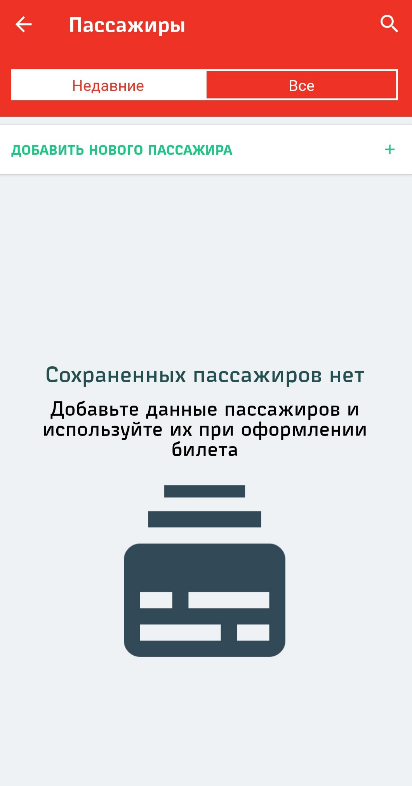 Пассажиры
Недавние
Все
ДОБАВИТЬ НОВОГО ПАССАЖИРА +
Сохраненных пассажиров нет
Добавьте данные пассажиров и
используйте их при оформлении
билета